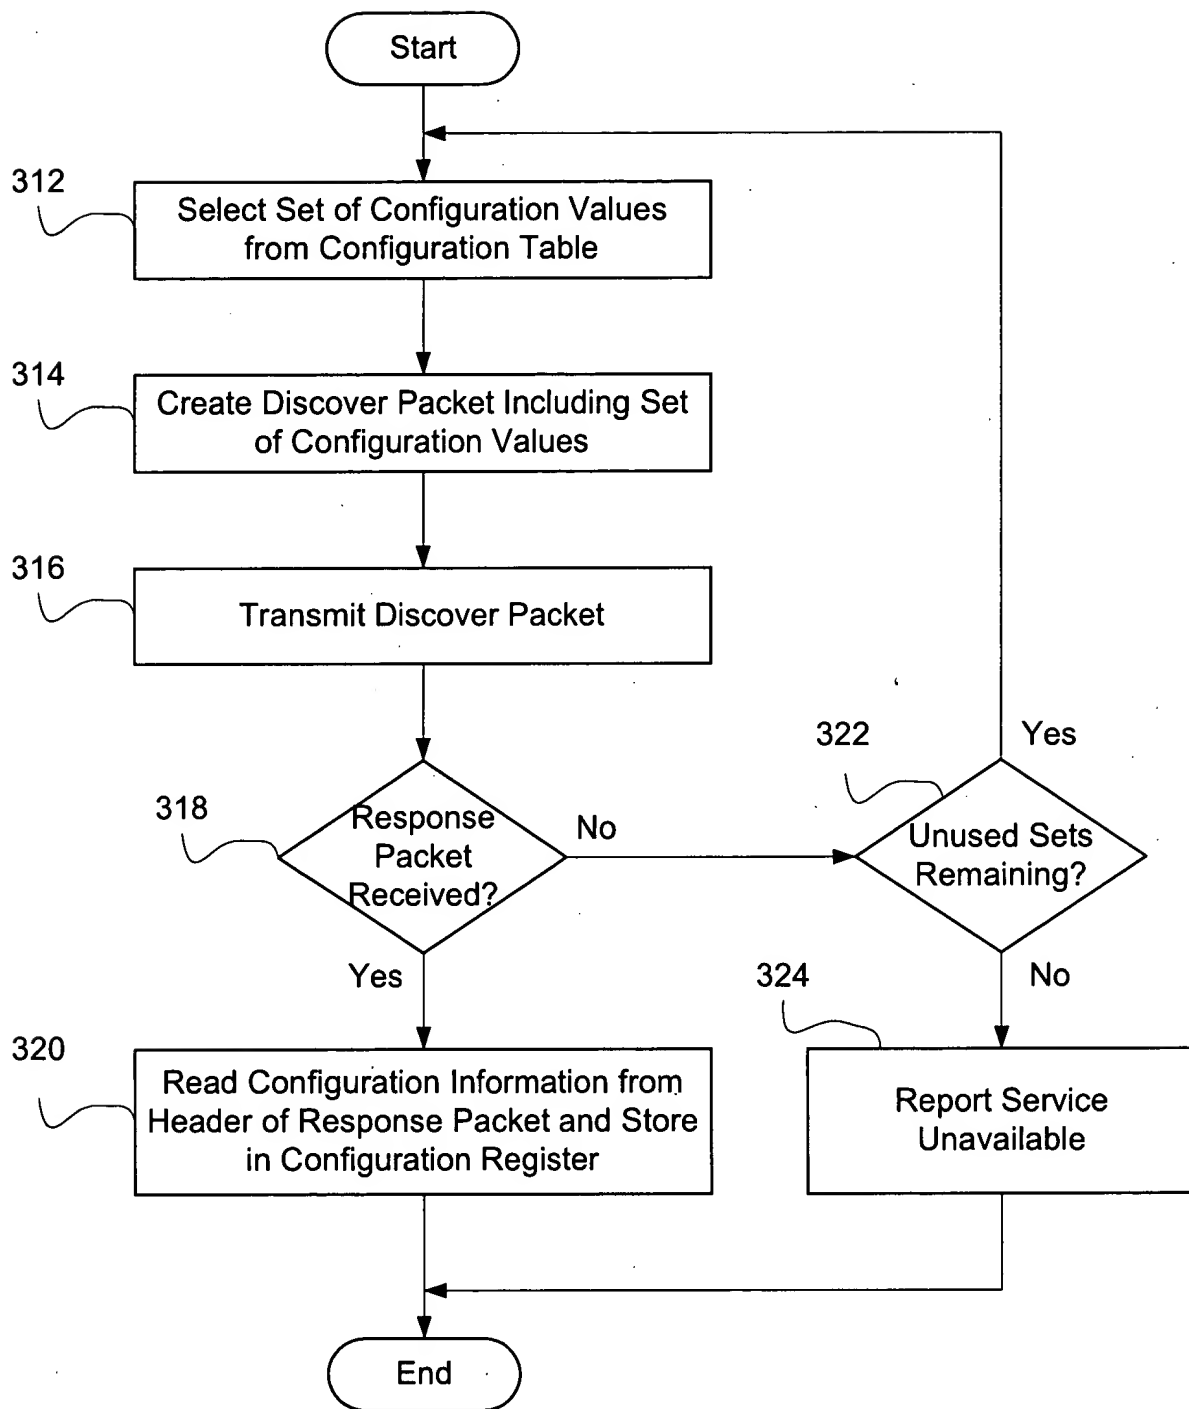 Start
312
Select Set of Configuration Values
from Configuration Table
314
Create Discover Packet Including Set
of Configuration Values
316
Transmit Discover Packet
318
Response
Packet
Received?
No
322
Yes
Unused Sets
Remaining?
Yes
No
320
Read Configuration Information from
Header of Response Packet and Store
in Configuration Register
324
Report Service
Unavailable
End